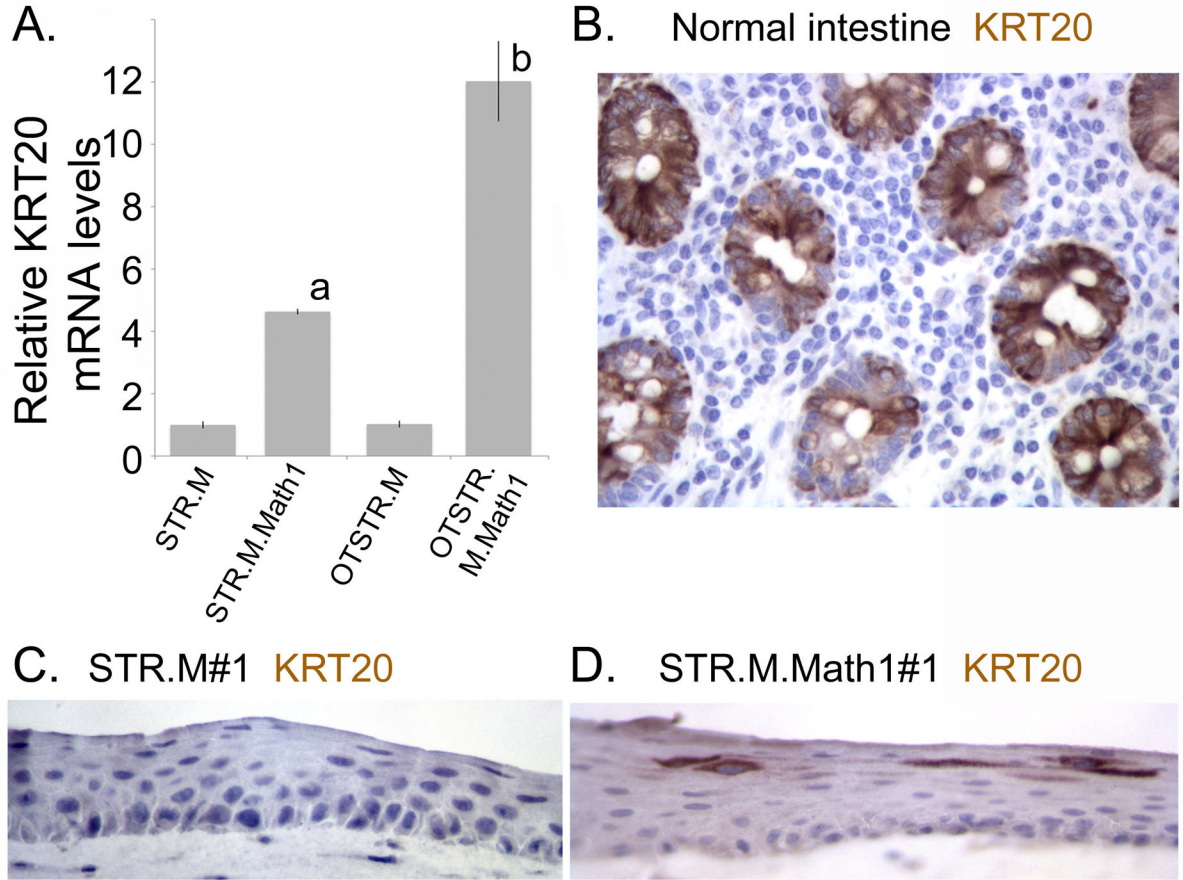 A.
Relative KRT20
mRNA levels
12
10
8
6
4
2
0
a
b
STR.M
STR.M.Math1
OTSTR.M
OTSTR.
M.Math1
B. Normal intestine KRT20
C. STR.M#1 KRT20
D. STR.M.Math1#1 KRT20